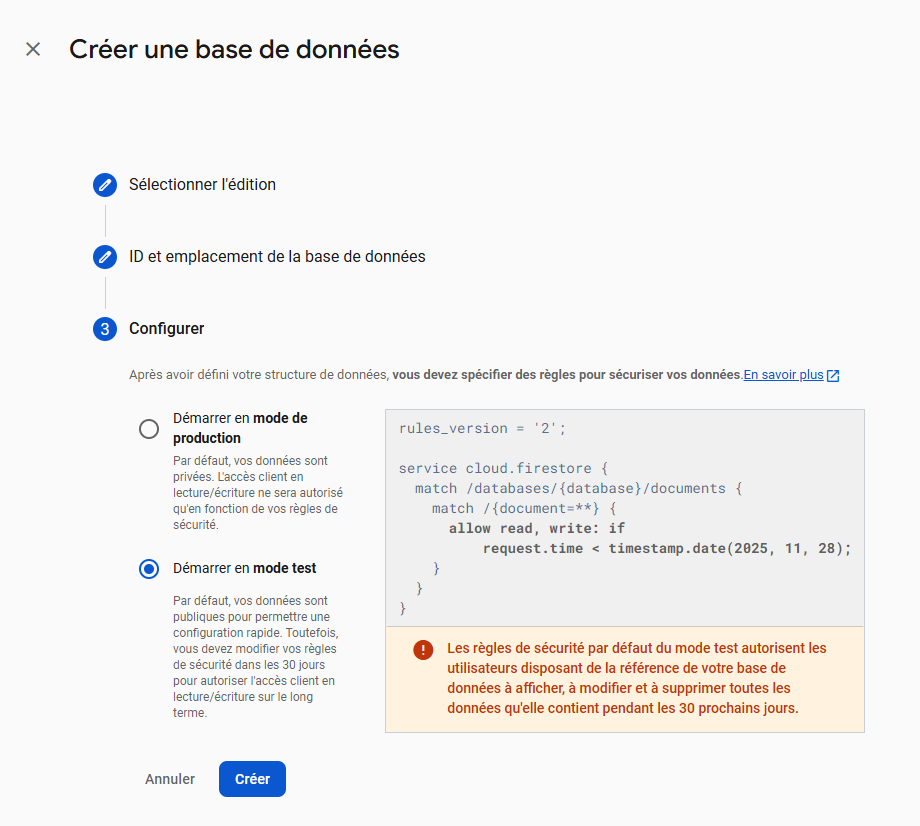 Créer une base de données
Sélectionner l'édition
ID et emplacement de la base de données
3 Configurer
Après avoir défini votre structure de données, vous devez spécifier des règles pour sécuriser vos données.En savoir plus
Démarrer en mode de
production
Par défaut, vos données sont
privées. L'accès client en
lecture/écriture ne sera autorisé
qu'en fonction de vos règles de
sécurité.
Démarrer en mode test
Par défaut, vos données sont
publiques pour permettre une
configuration rapide. Toutefois,
vous devez modifier vos règles
de sécurité dans les 30 jours
pour autoriser l'accès client en
lecture/écriture sur le long
terme.
rules_version = '2';
service cloud.firestore {
match /databases/{database}/documents {
match /{document=**} {
allow read, write: if
request.time < timestamp.date(2025, 11, 28);
}
}
}
Les règles de sécurité par défaut du mode test autorisent les
utilisateurs disposant de la référence de votre base de
données à afficher, à modifier et à supprimer toutes les
données qu'elle contient pendant les 30 prochains jours.
Annuler
Créer